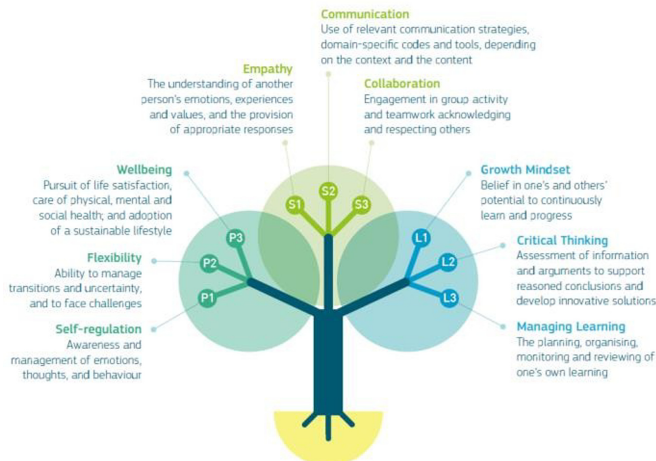 Communication
Use of relevant communication strategies,
domain-specific codes and tools, depending
on the context and the content
Empathy
The understanding of another
person's emotions, experiences
and values, and the provision
of appropriate responses
Collaboration
Engagement in group activity
and teamwork acknowledging
and respecting others
Wellbeing
Pursuit of life satisfaction,
care of physical, mental and
social health; and adoption
of a sustainable lifestyle
Flexibility
Ability to manage
transitions and uncertainty,
and to face challenges
Self-regulation
Awareness and
management of emotions,
thoughts, and behaviour
P3
P2
P1
S1
S2
S3
L1
L2
L3
Growth Mindset
Belief in one's and others'
potential to continuously
learn and progress
Critical Thinking
Assessment of information
and arguments to support
reasoned conclusions and
develop innovative solutions
Managing Learning
The planning, organising,
monitoring and reviewing of
one's own learning